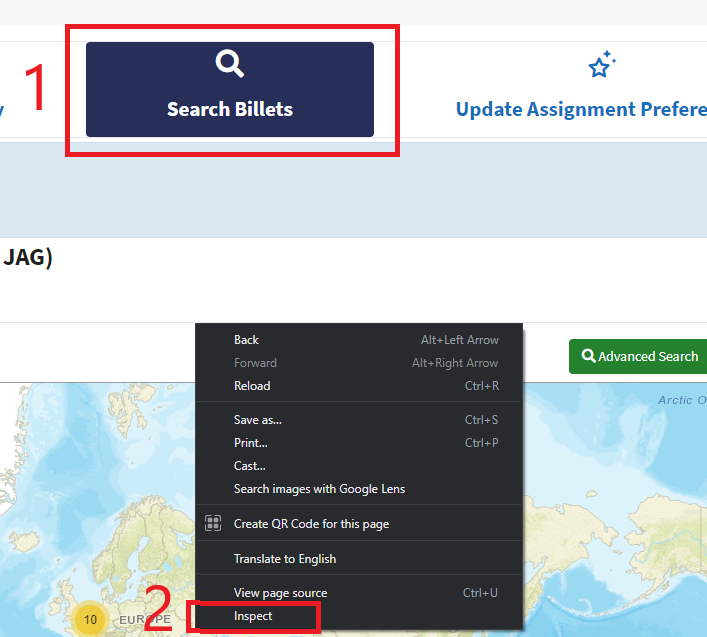 1
Search Billets
y
Update Assignment Prefere
JAG)
Advanced Search
Arctic O
Back Alt+Left Arrow
Forward Alt+Right Arrow
Reload Ctrl+R
Save as... Ctrl+S
Print... Ctrl+P
Cast...
Search images with Google Lens
Create QR Code for this page
Translate to English
View page source Ctrl+U
2
Inspect
10
EUROPE